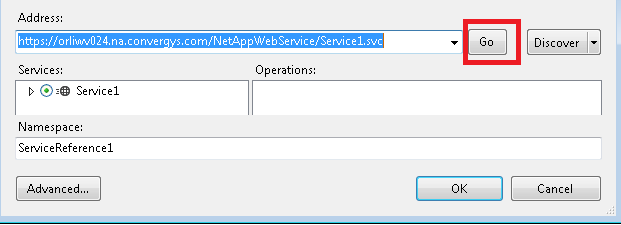 Address:
https://orliwv024.na.convergys.com/NetAppWebService/Service1.svc
Go
Discover
Services:
Operations:
Service1
Namespace:
ServiceReference1
Advanced...
OK
Cancel